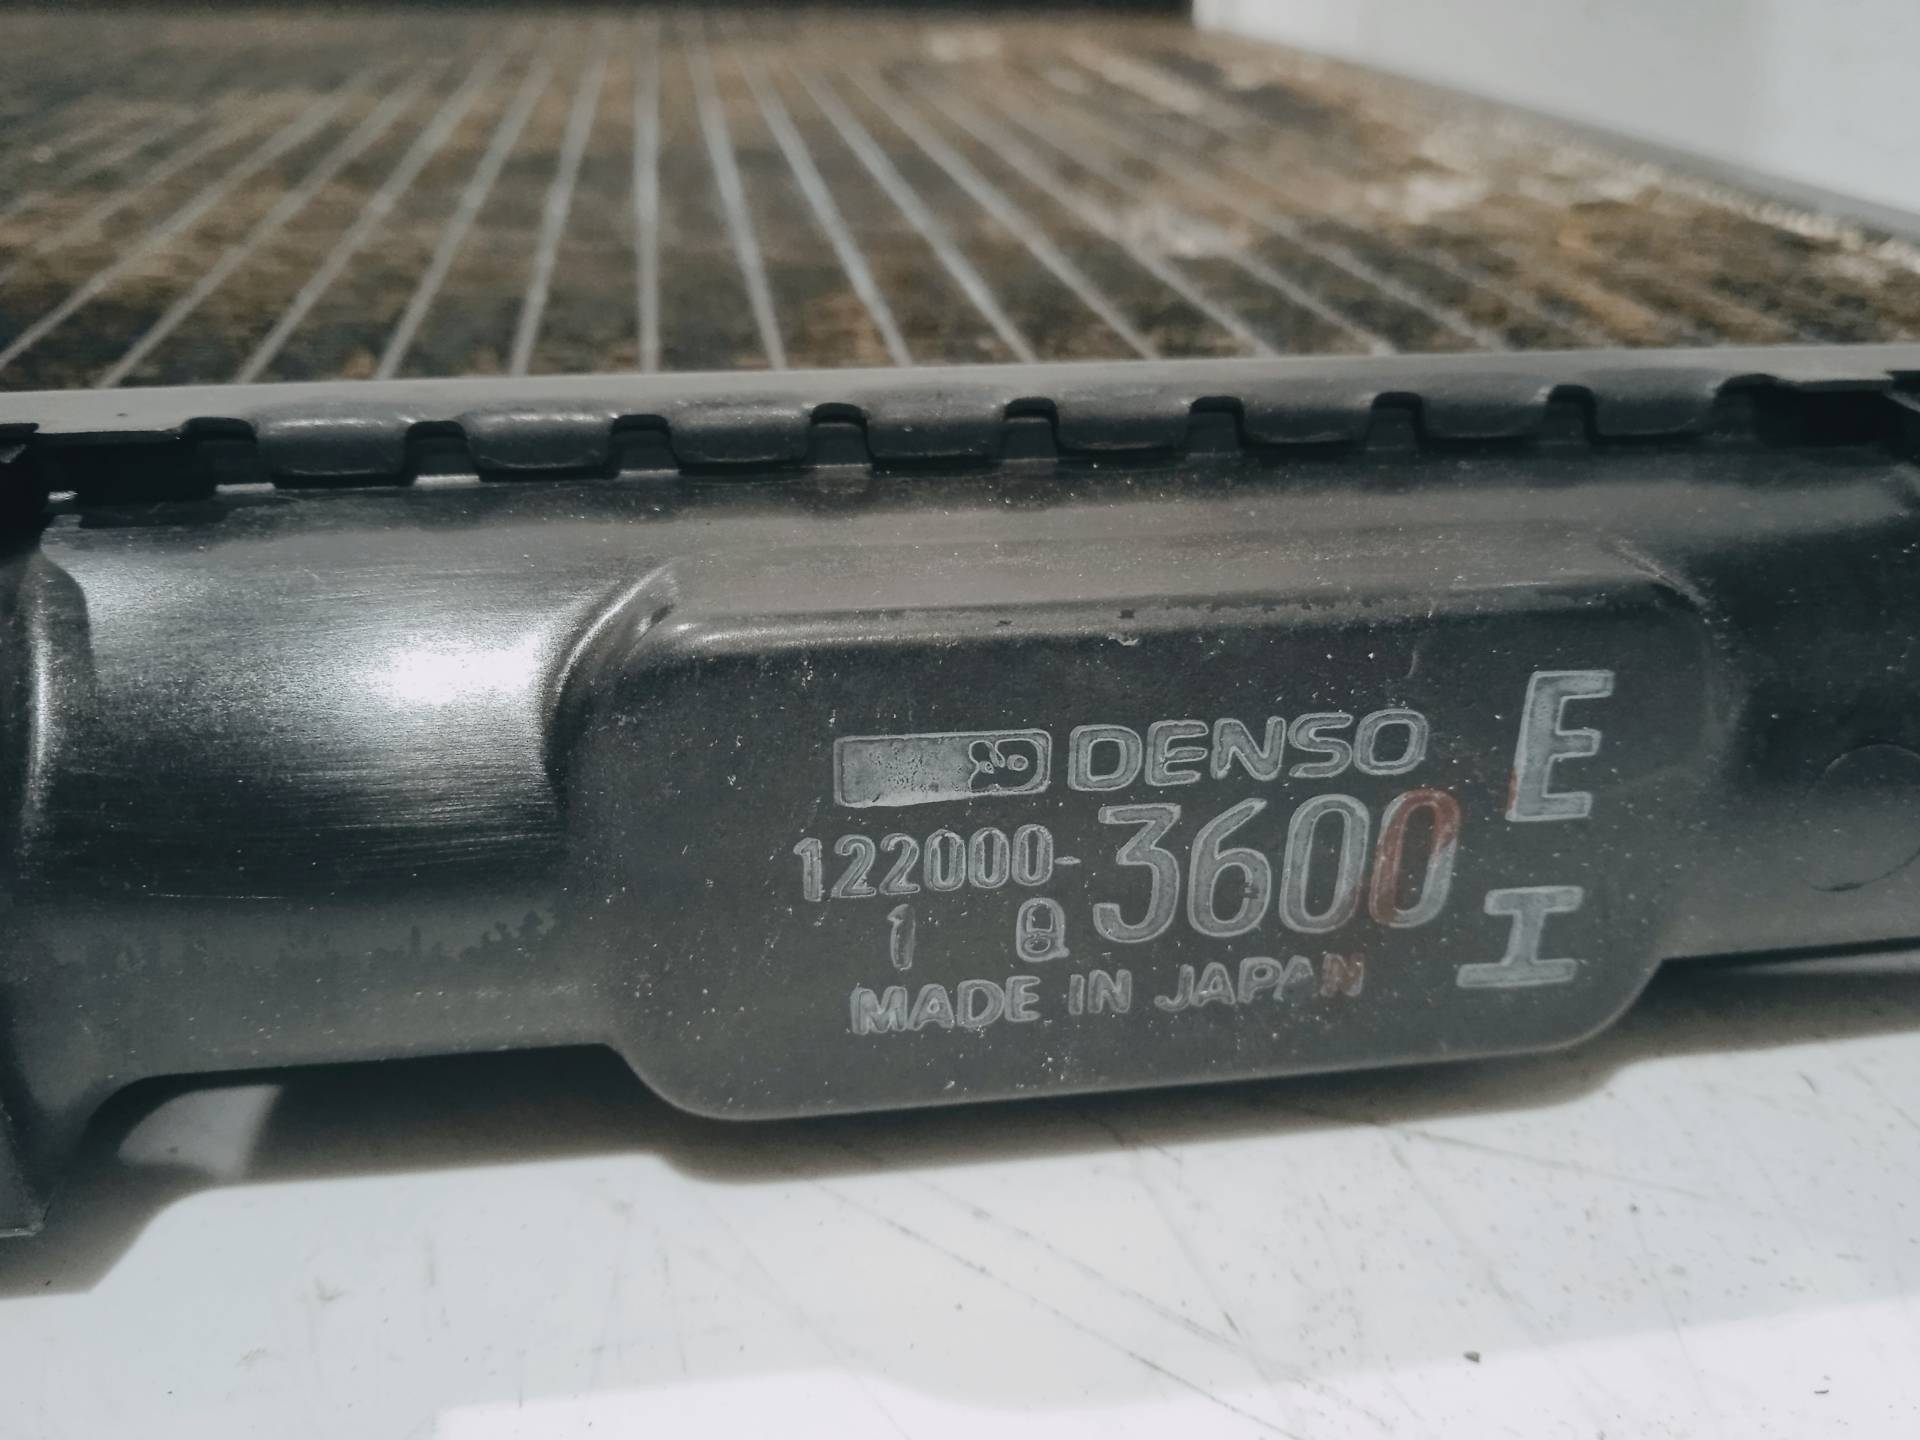 DENSO
122000-3600
1
MADE IN JAPAN
E
I